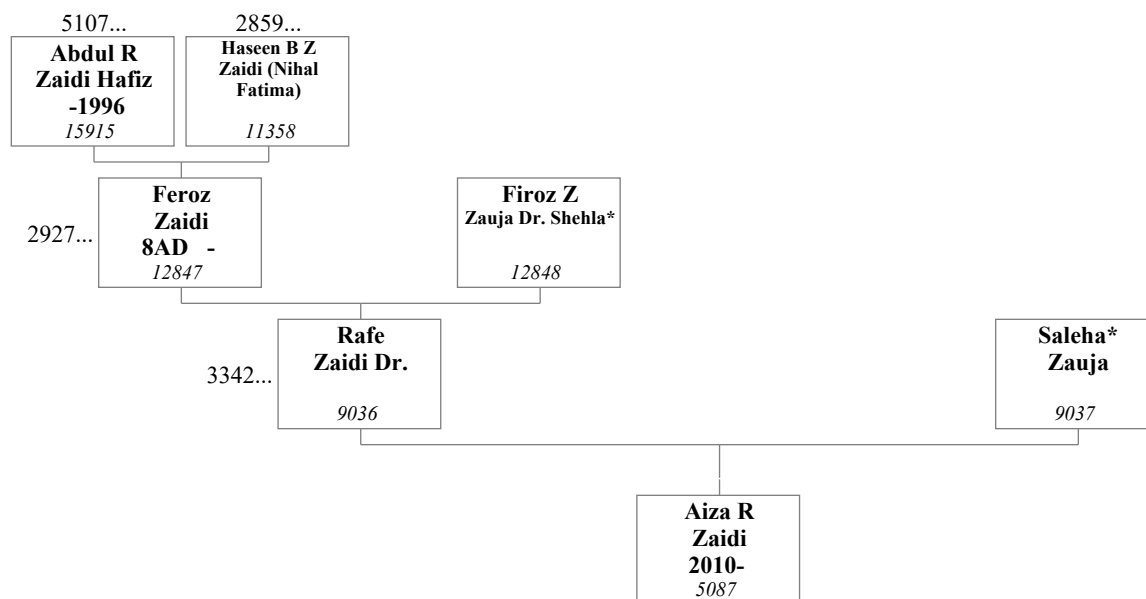 5107...
2859...
Abdul R
Zaidi Hafiz
-1996
15915
Haseen B Z
Zaidi (Nihal
Fatima)
11358
2927...
Feroz
Zaidi
8AD -
12847
Firoz Z
Zauja Dr. Shehla*
12848
3342...
Rafe
Zaidi Dr.
9036
Saleha*
Zauja
9037
Aiza R
Zaidi
2010-
5087